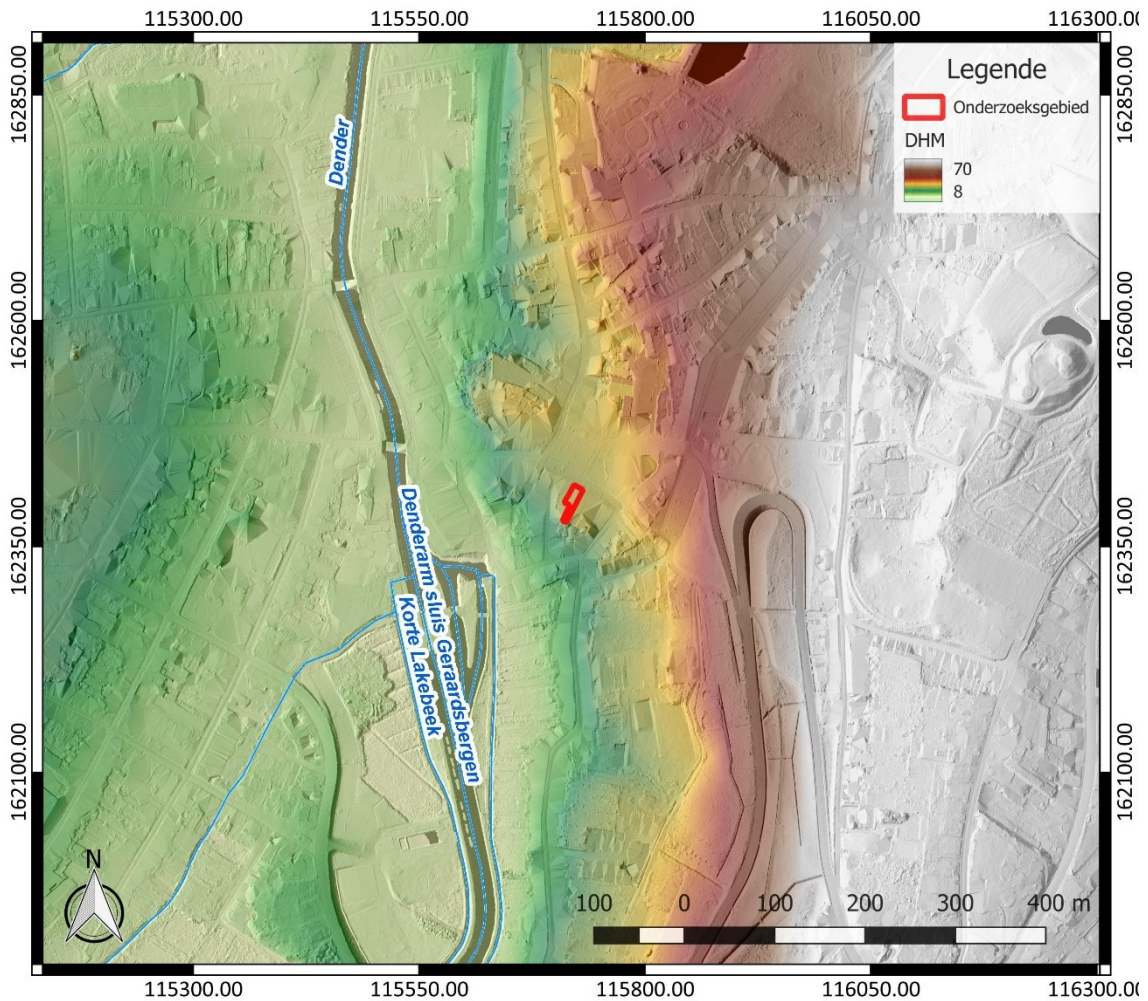 115300.00 115550.00 115800.00 116050.00 116300.00
162850.00 162850.00
Legende
Onderzoeksgebied
DHM
70
8
Dender
162600.00 162600.00
162350.00 162350.00
Denderarm sluis Geraardsbergen
Korte Lakebeek
162100.00 162100.00
N
100 0 100 200 300 400 m
115300.00 115550.00 115800.00 116050.00 116300.00